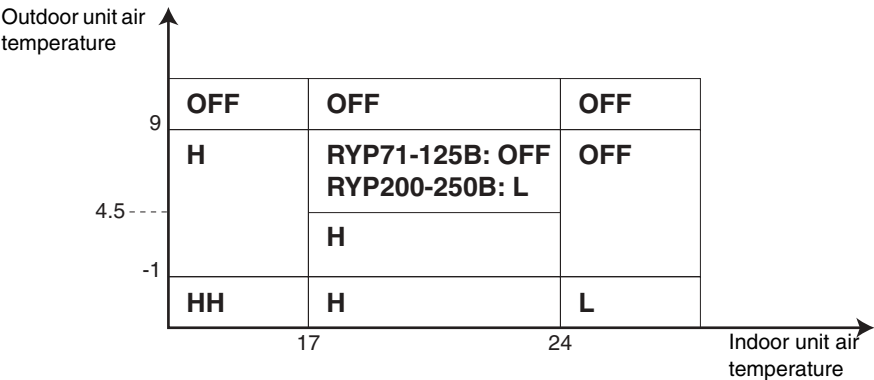 Outdoor unit air
temperature
OFF OFF OFF
9
H RYP71-125B: OFF OFF
RYP200-250B: L
4.5
H
-1
HH H L
17 24
Indoor unit air
temperature